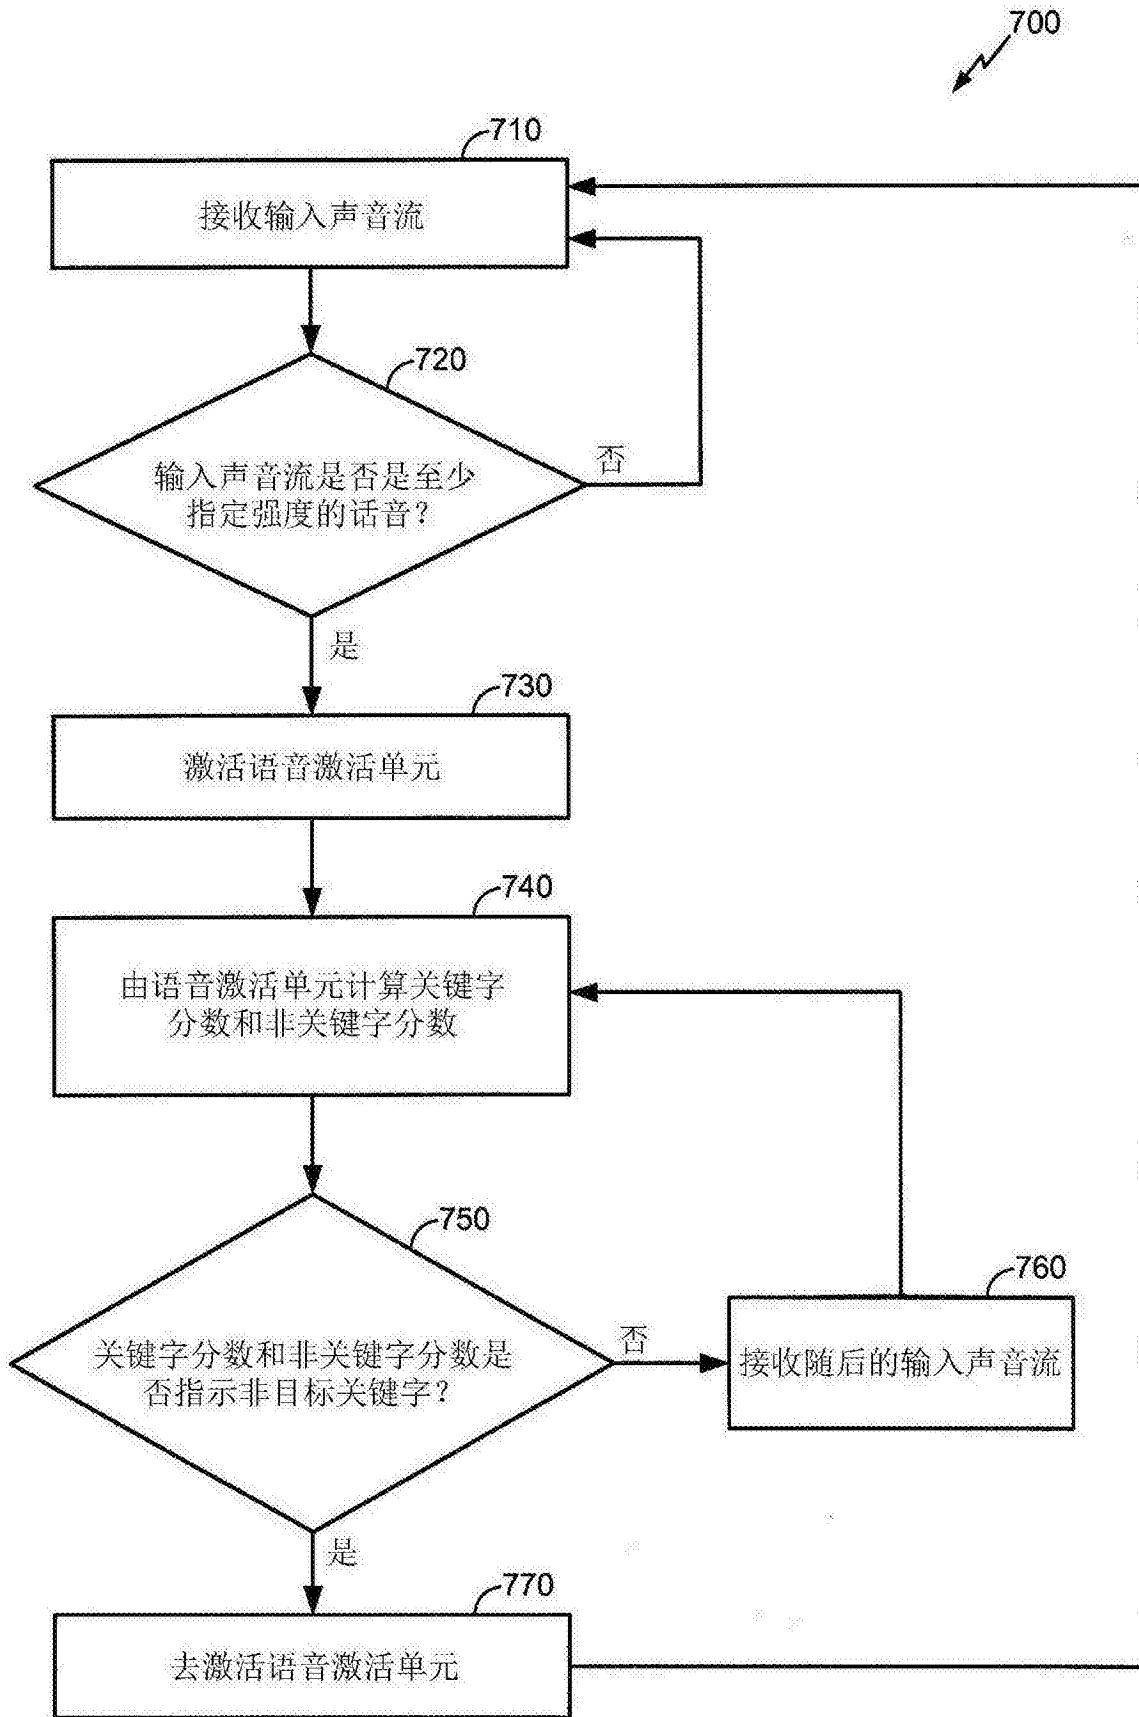 700
710
接收输入声音流
720
输入声音流是否是至少
指定强度的话音？
否
是
730
激活语音激活单元
740
由语音激活单元计算关键字
分数和非关键字分数
750
关键字分数和非关键字分数是
否指示非目标关键字？
否
760
接收随后的输入声音流
是
770
去激活语音激活单元